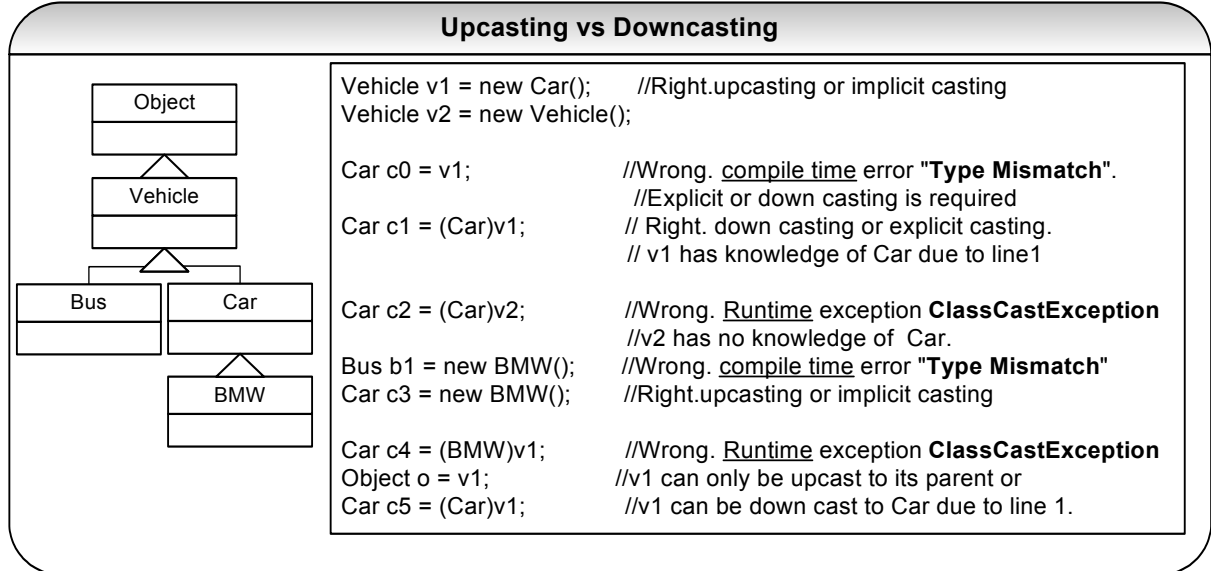 Upcasting vs Downcasting
Object
Vehicle
Bus
Car
BMW
Vehicle v1 = new Car(); //Right.upcasting or implicit casting
Vehicle v2 = new Vehicle();
Car c0 = v1; //Wrong. compile time error "Type Mismatch".
//Explicit or down casting is required
Car c1 = (Car)v1; // Right. down casting or explicit casting.
// v1 has knowledge of Car due to line1
Car c2 = (Car)v2; //Wrong. Runtime exception ClassCastException
//v2 has no knowledge of Car.
Bus b1 = new BMW(); //Wrong. compile time error "Type Mismatch"
Car c3 = new BMW(); //Right.upcasting or implicit casting
Car c4 = (BMW)v1; //Wrong. Runtime exception ClassCastException
Object o = v1; //v1 can only be upcast to its parent or
Car c5 = (Car)v1; //v1 can be down cast to Car due to line 1.